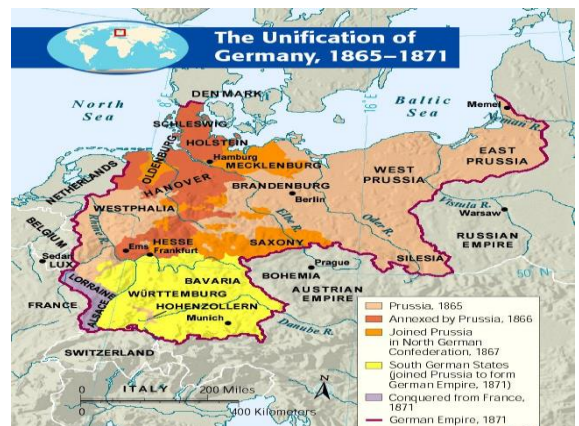 The Unification of
Germany, 1865–1871
DENMARK
North
Sea
Baltic
Sea
8°E
16°E
Memel
Neman R.
SCHLESWIG
HOLSTEIN
Hamburg
MECKLENBURG
OLDENBURG
EAST
PRUSSIA
WEST
PRUSSIA
NETHERLANDS
HANOVER
BRANDENBURG
Berlin
WESTPHALIA
Elbe R.
Oder R.
Vistula R.
Warsaw
RUSSIAN
EMPIRE
BELGIUM
Rhine R.
Ems
HESSE
Frankfurt
SAXONY
SILESIA
Sedan
LUX
Prague
BOHEMIA
50°N
LORRAINE
ALSACE
BAVARIA
WÜRTTEMBERG
HOHENZOLLERN
Munich
AUSTRIAN
EMPIRE
FRANCE
Danube R.
SWITZERLAND
ITALY
0
200 Miles
0
400 Kilometers
N
Prussia, 1865
Annexed by Prussia, 1866
Joined Prussia
in North German
Confederation, 1867
South German States
(joined Prussia to form
German Empire, 1871)
Conquered from France,
1871
German Empire, 1871